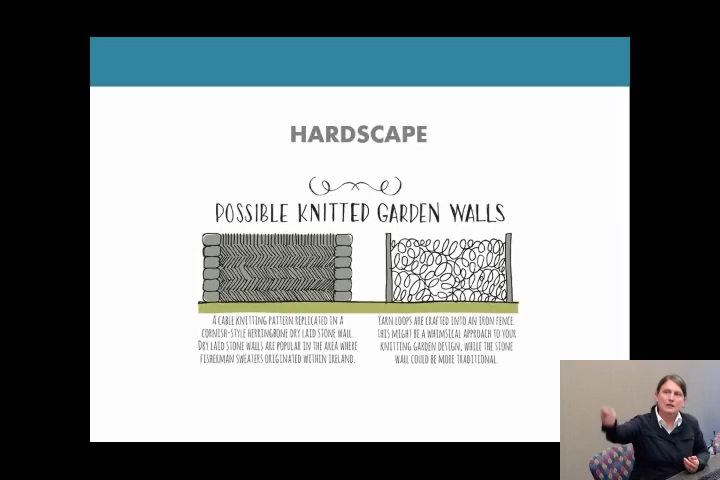 HARDSCAPE
POSSIBLE KNITTED GARDEN WALLS
A CABLE KNITTING PATTERN REPLICATED IN A
CORNISH-STYLE HERRINGBONE DRY LAID STONE WALL.
DRY LAID STONE WALLS ARE POPULAR IN THE AREA WHERE
FISHERMAN SWEATERS ORIGINATED WITHIN IRELAND.
YARN LOOPS ARE CRAFTED INTO AN IRON FENCE.
THIS MIGHT BE A WHIMSICAL APPROACH TO YOUR
KNITTING GARDEN DESIGN, WHILE THE STONE
WALL COULD BE MORE TRADITIONAL.